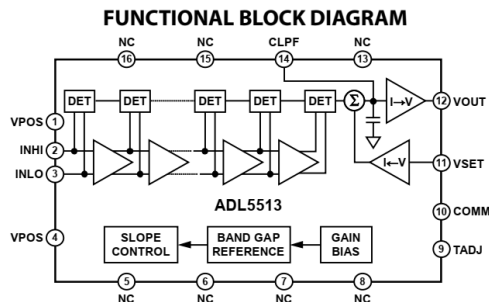 FUNCTIONAL BLOCK DIAGRAM
NC NC CLPF NC
16 15 14 13
DET DET DET DET DET Σ I→V 12 VOUT
VPOS 1
INHI 2
INLO 3 I←V 11 VSET
ADL5513
10 COMM
VPOS 4
9 TADJ
SLOPE CONTROL BAND GAP REFERENCE GAIN BIAS
5 6 7 8
NC NC NC NC